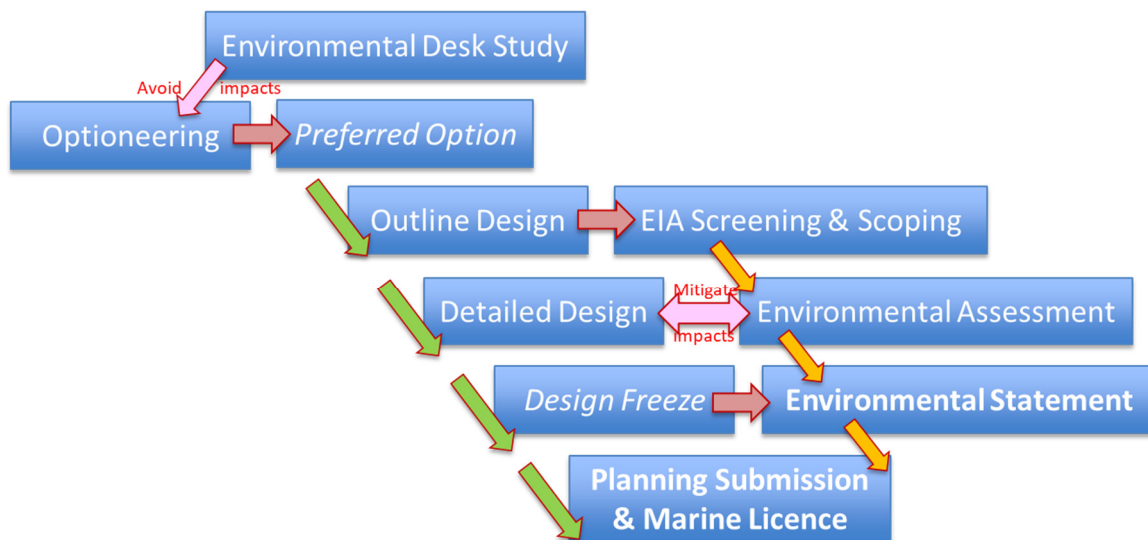 Environmental Desk Study
Avoid impacts
Optioneering
Preferred Option
Outline Design
EIA Screening & Scoping
Detailed Design
Mitigate
impacts
Environmental Assessment
Design Freeze
Environmental Statement
Planning Submission
& Marine Licence